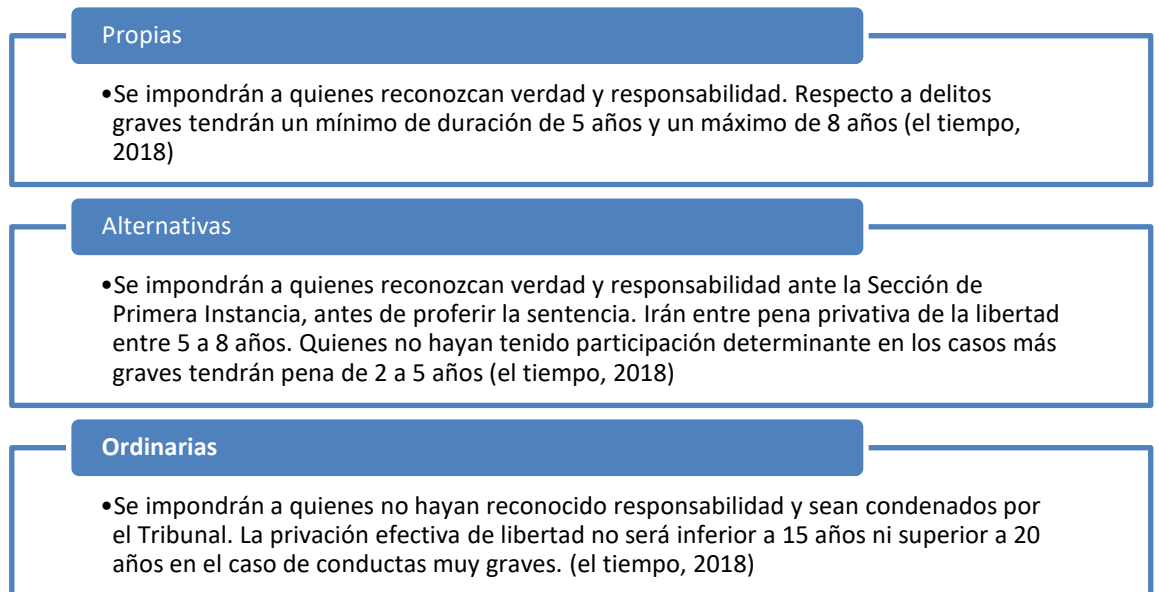 Propias
•Se impondrán a quienes reconozcan verdad y responsabilidad. Respecto a delitos
graves tendrán un mínimo de duración de 5 años y un máximo de 8 años (el tiempo,
2018)
Alternativas
•Se impondrán a quienes reconozcan verdad y responsabilidad ante la Sección de
Primera Instancia, antes de proferir la sentencia. Irán entre pena privativa de la libertad
entre 5 a 8 años. Quienes no hayan tenido participación determinante en los casos más
graves tendrán pena de 2 a 5 años (el tiempo, 2018)
Ordinarias
•Se impondrán a quienes no hayan reconocido responsabilidad y sean condenados por
el Tribunal. La privación efectiva de libertad no será inferior a 15 años ni superior a 20
años en el caso de conductas muy graves. (el tiempo, 2018)